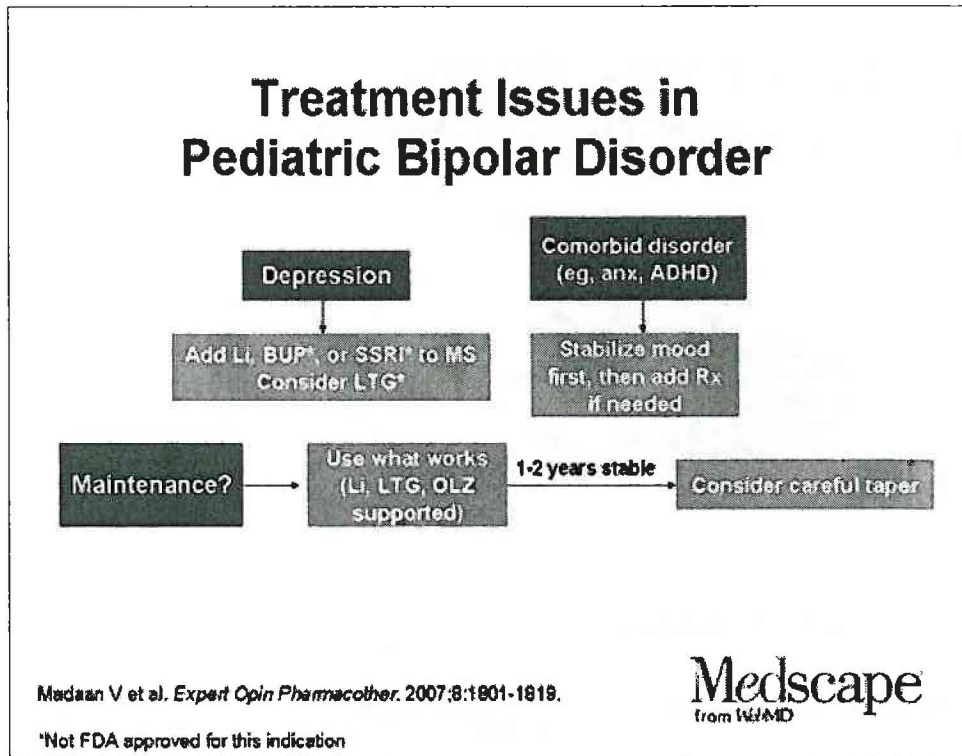 Treatment Issues in
Pediatric Bipolar Disorder
Depression
Comorbid disorder
(eg, anx, ADHD)
Add Li, BUP*, or SSRI* to MS
Consider LTG*
Stabilize mood
first, then add Rx
if needed
Maintenance?
Use what works
(Li, LTG, OLZ
supported)
1-2 years stable
Consider careful taper
Madaan V et al. Expert Opin Pharmacother. 2007;8:1801-1819.
Medscape
from WebMD
*Not FDA approved for this indication